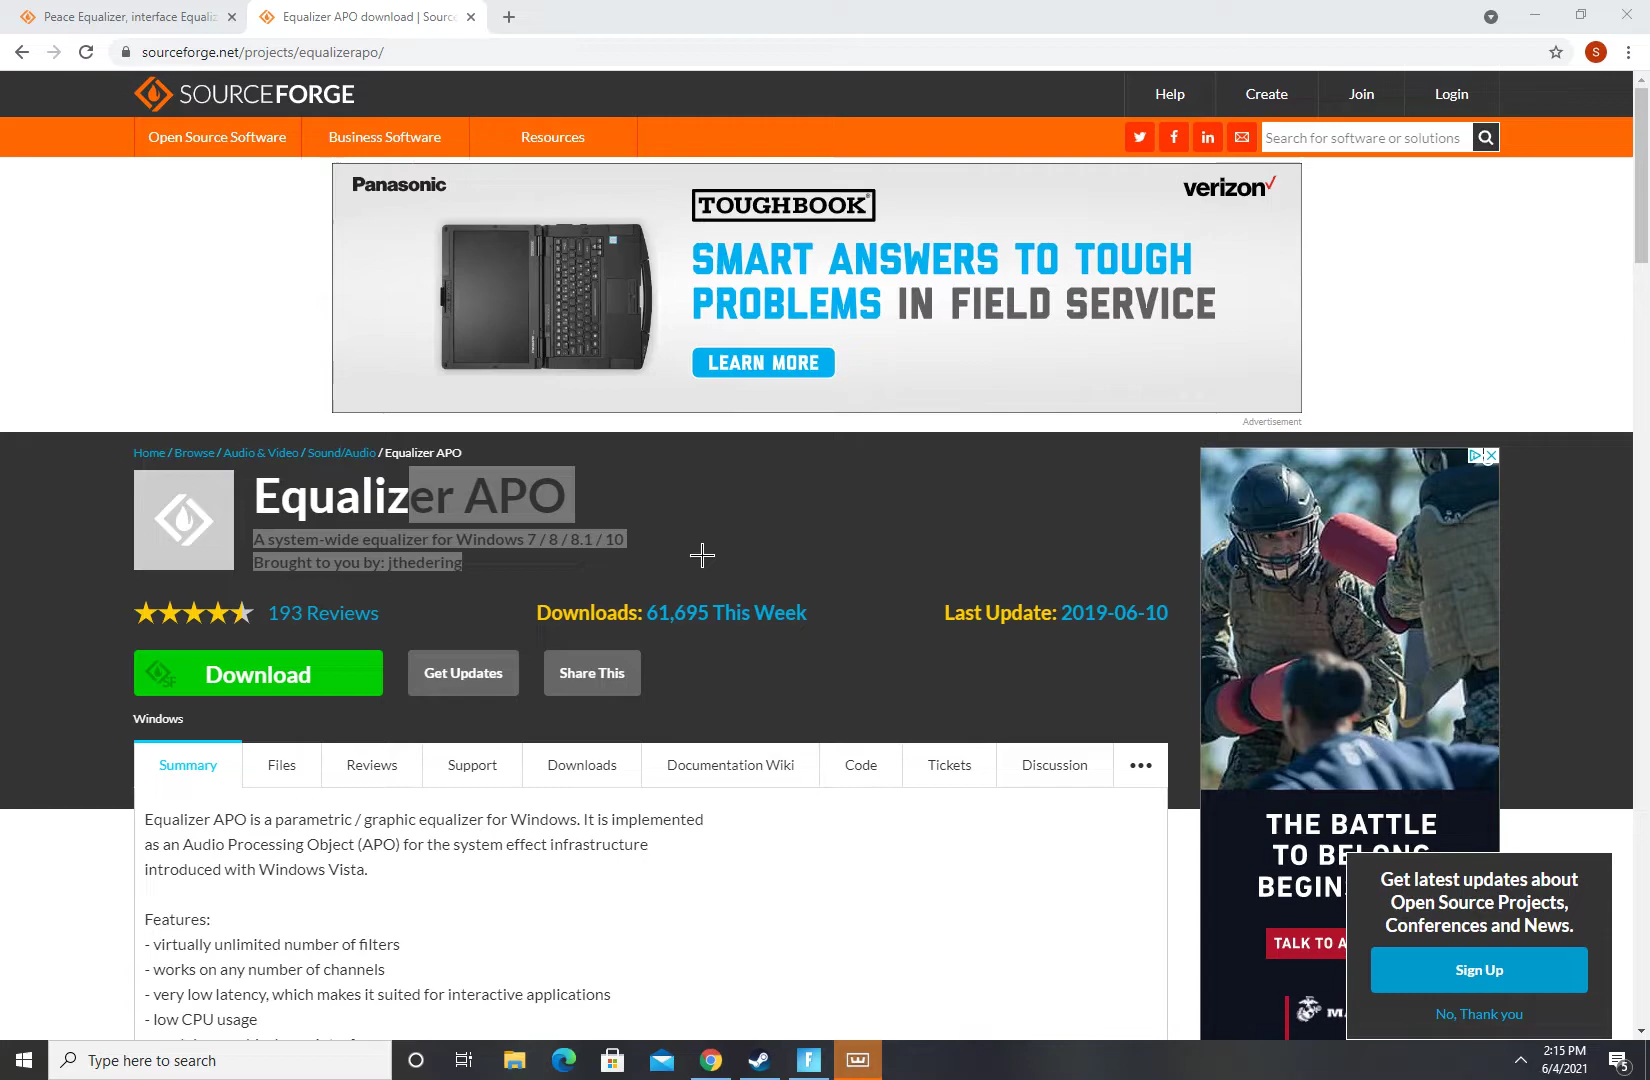 Peace Equalizer, interface Equaliz
Equalizer APO download | Sourc
sourceforge.net/projects/equalizerapo/
S
SOURCEFORGE
Help
Create
Join
Login
Open Source Software
Business Software
Resources
Search for software or solutions
Panasonic
TOUGHBOOK
verizon
SMART ANSWERS TO TOUGH
PROBLEMS IN FIELD SERVICE
LEARN MORE
Advertisement
Home / Browse / Audio & Video / Sound/Audio / Equalizer APO
Equalizer APO
A system-wide equalizer for Windows 7 / 8 / 8.1 / 10
Brought to you by: jthedering
193 Reviews
Downloads: 61,695 This Week
Last Update: 2019-06-10
SF
Download
Get Updates
Share This
Windows
Summary
Files
Reviews
Support
Downloads
Documentation Wiki
Code
Tickets
Discussion
Equalizer APO is a parametric / graphic equalizer for Windows. It is implemented
as an Audio Processing Object (APO) for the system effect infrastructure
introduced with Windows Vista.
Features:
- virtually unlimited number of filters
- works on any number of channels
- very low latency, which makes it suited for interactive applications
- low CPU usage
THE BATTLE
TO BELONG
BEGIN
TALK TO A
M
Get latest updates about
Open Source Projects,
Conferences and News.
Sign Up
No, Thank you
Type here to search
2:15 PM
6/4/2021
5